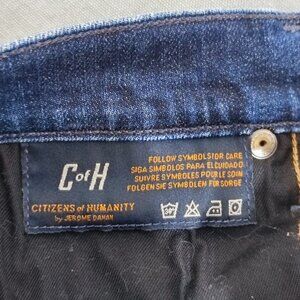 C of H
CITIZENS of HUMANITY
by JEROME DAHAN
FOLLOW SYMBOLS FOR CARE
SIGA SIMBOLOS PARA EL CUIDADO
SUIVRE SYMBOLES POUR LE SOIN
FOLGEN SIE SYMBOLEN FUR SORGE